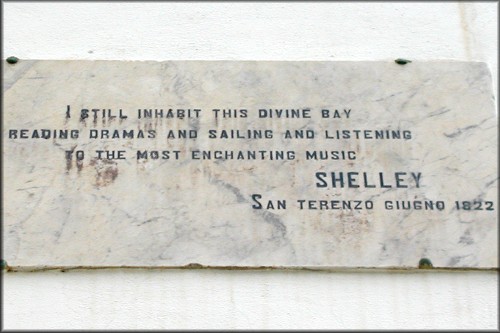 I STILL INHABIT THIS DIVINE BAY
READING DRAMAS AND SAILING AND LISTENING
TO THE MOST ENCHANTING MUSIC
SHELLEY
SAN TERENZO GIUGNO 1822